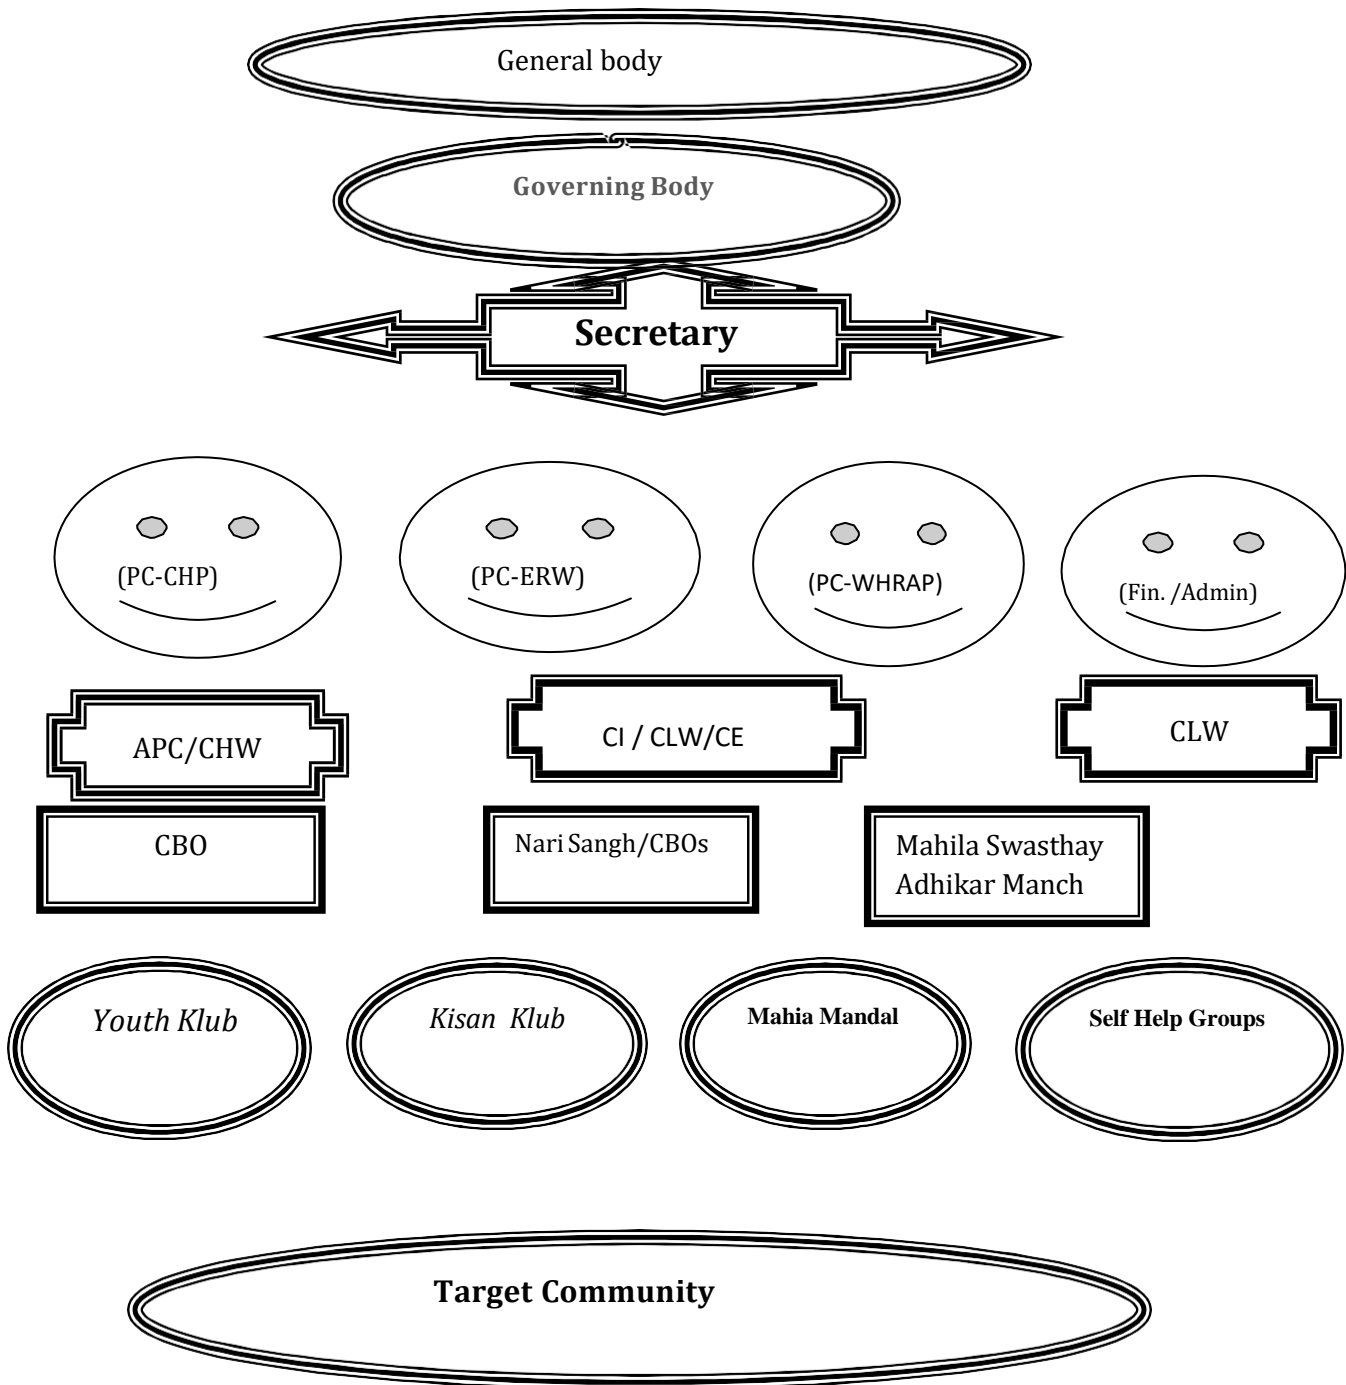 General body
Governing Body
Secretary
(PC-CHP)
(PC-ERW)
(PC-WHRAP)
(Fin. /Admin)
APC/CHW
CI / CLW/CE
CLW
CBO
Nari Sangh/CBOs
Mahila Swasthay
Adhikar Manch
Youth Klub
Kisan Klub
Mahia Mandal
Self Help Groups
Target Community